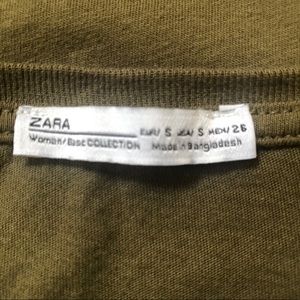 ZARA
EUR/ S USA/ S MEX/ 26
Woman/Basic COLLECTION
Made in Bangladesh